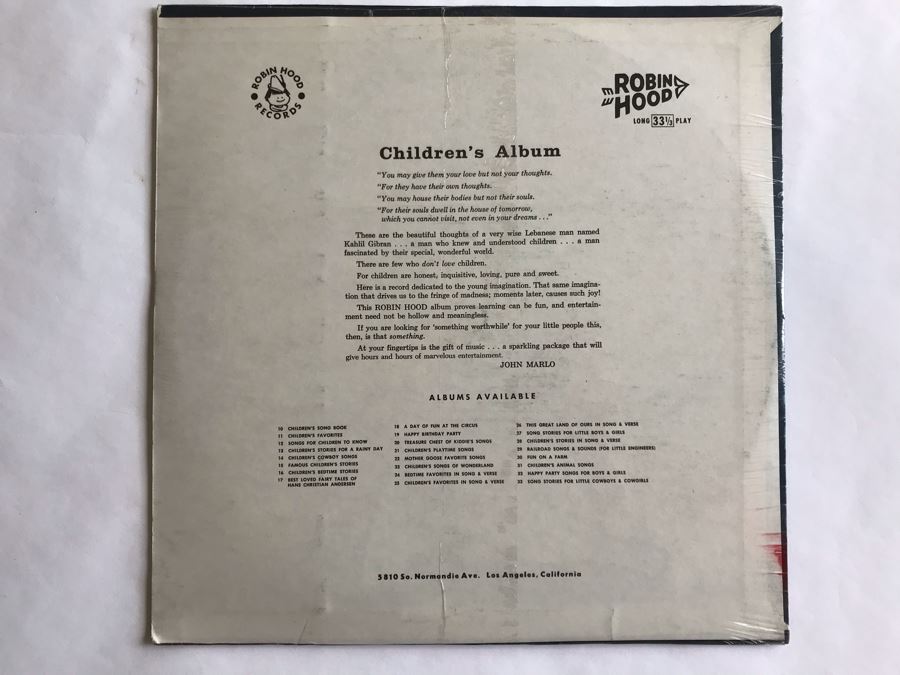 ROBIN HOOD
RECORDS
ROBIN
HOOD
LONG 33⅓ PLAY
Children's Album
"You may give them your love but not your thoughts.
"For they have their own thoughts.
"You may house their bodies but not their souls.
"For their souls dwell in the house of tomorrow,
which you cannot visit, not even in your dreams . . ."
These are the beautiful thoughts of a very wise Lebanese man named
Kahlil Gibran . . . a man who knew and understood children . . . a man
fascinated by their special, wonderful world.
There are few who don't love children.
For children are honest, inquisitive, loving, pure and sweet.
Here is a record dedicated to the young imagination. That same imagina-
tion that drives us to the fringe of madness; moments later, causes such joy!
This ROBIN HOOD album proves learning can be fun, and entertain-
ment need not be hollow and meaningless.
If you are looking for 'something worthwhile' for your little people this,
then, is that something.
At your fingertips is the gift of music . . . a sparkling package that will
give hours and hours of marvelous entertainment.
JOHN MARLO
ALBUMS AVAILABLE
10 CHILDREN'S SONG BOOK
11 CHILDREN'S FAVORITES
12 SONGS FOR CHILDREN TO KNOW
13 CHILDREN'S STORIES FOR A RAINY DAY
14 CHILDREN'S COWBOY SONGS
15 FAMOUS CHILDREN'S STORIES
16 CHILDREN'S BEDTIME STORIES
17 BEST LOVED FAIRY TALES OF
HANS CHRISTIAN ANDERSEN
18 A DAY OF FUN AT THE CIRCUS
19 HAPPY BIRTHDAY PARTY
20 TREASURE CHEST OF KIDDIE'S SONGS
21 CHILDREN'S PLAYTIME SONGS
22 MOTHER GOOSE FAVORITE SONGS
23 CHILDREN'S SONGS OF WONDERLAND
24 BEDTIME FAVORITES IN SONG & VERSE
25 CHILDREN'S FAVORITES IN SONG & VERSE
26 THIS GREAT LAND OF OURS IN SONG & VERSE
27 SONG STORIES FOR LITTLE BOYS & GIRLS
28 CHILDREN'S STORIES IN SONG & VERSE
29 RAILROAD SONGS & SOUNDS (FOR LITTLE ENGINEERS)
30 FUN ON A FARM
31 CHILDREN'S ANIMAL SONGS
32 HAPPY PARTY SONGS FOR BOYS & GIRLS
33 SONG STORIES FOR LITTLE COWBOYS & COWGIRLS
5810 So. Normandie Ave. Los Angeles, California